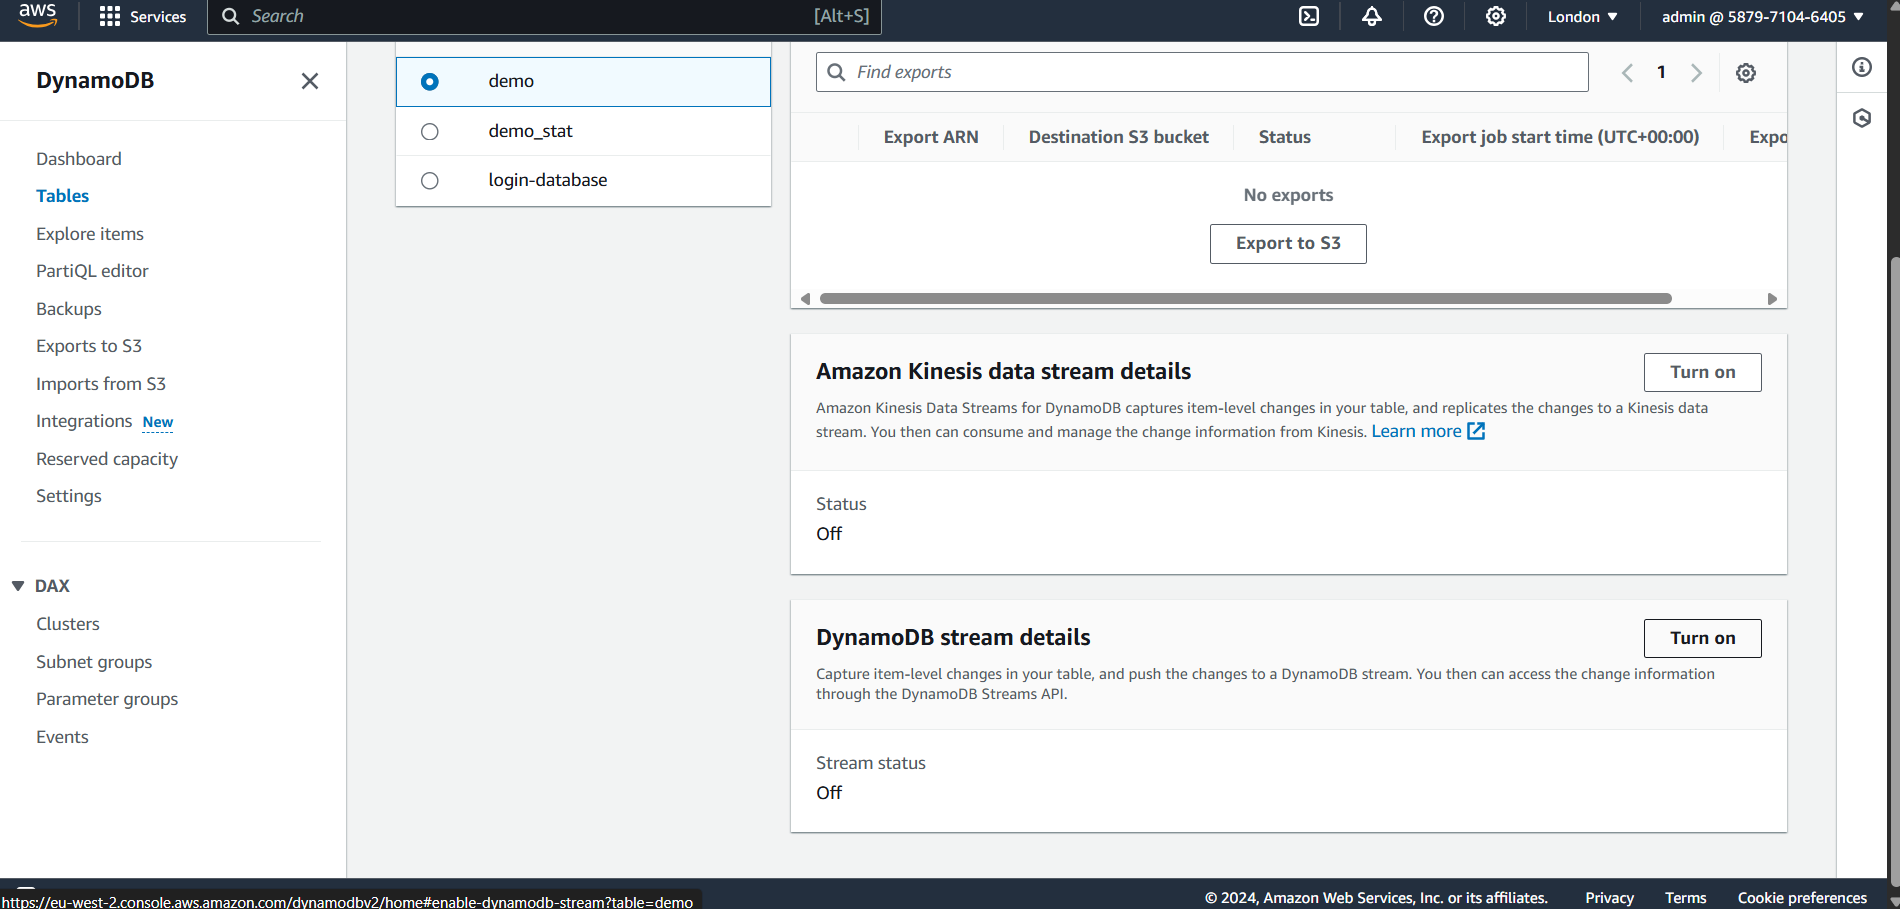 aws
Services
Search
[Alt+S]
London
admin @ 5879-7104-6405
DynamoDB
Dashboard
Tables
Explore items
PartiQL editor
Backups
Exports to S3
Imports from S3
Integrations New
Reserved capacity
Settings
DAX
Clusters
Subnet groups
Parameter groups
Events
demo
demo_stat
login-database
Find exports
1
Export ARN
Destination S3 bucket
Status
Export job start time (UTC+00:00)
Expo
No exports
Export to S3
Amazon Kinesis data stream details
Turn on
Amazon Kinesis Data Streams for DynamoDB captures item-level changes in your table, and replicates the changes to a Kinesis data
stream. You then can consume and manage the change information from Kinesis. Learn more
Status
Off
DynamoDB stream details
Turn on
Capture item-level changes in your table, and push the changes to a DynamoDB stream. You then can access the change information
through the DynamoDB Streams API.
Stream status
Off
https://eu-west-2.console.aws.amazon.com/dynamodbv2/home#enable-dynamodb-stream?table=demo
© 2024, Amazon Web Services, Inc. or its affiliates.
Privacy
Terms
Cookie preferences